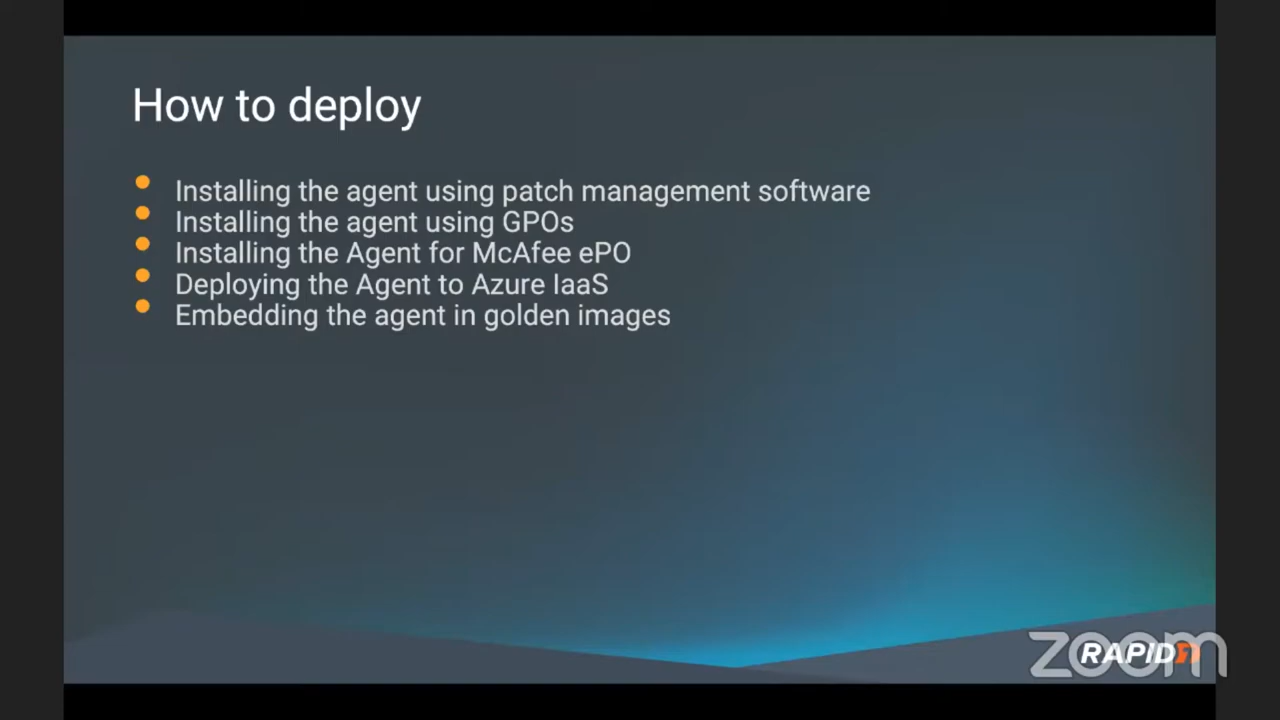 How to deploy
Installing the agent using patch management software
Installing the agent using GPOs
Installing the Agent for McAfee ePO
Deploying the Agent to Azure IaaS
Embedding the agent in golden images
zoom
RAPID7